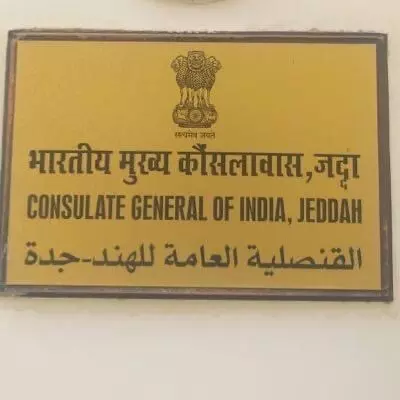 सत्यमेव जयते
भारतीय मुख्य कौंसलावास, जद्दा
CONSULATE GENERAL OF INDIA, JEDDAH
القنصلية العامة للهند-جدة